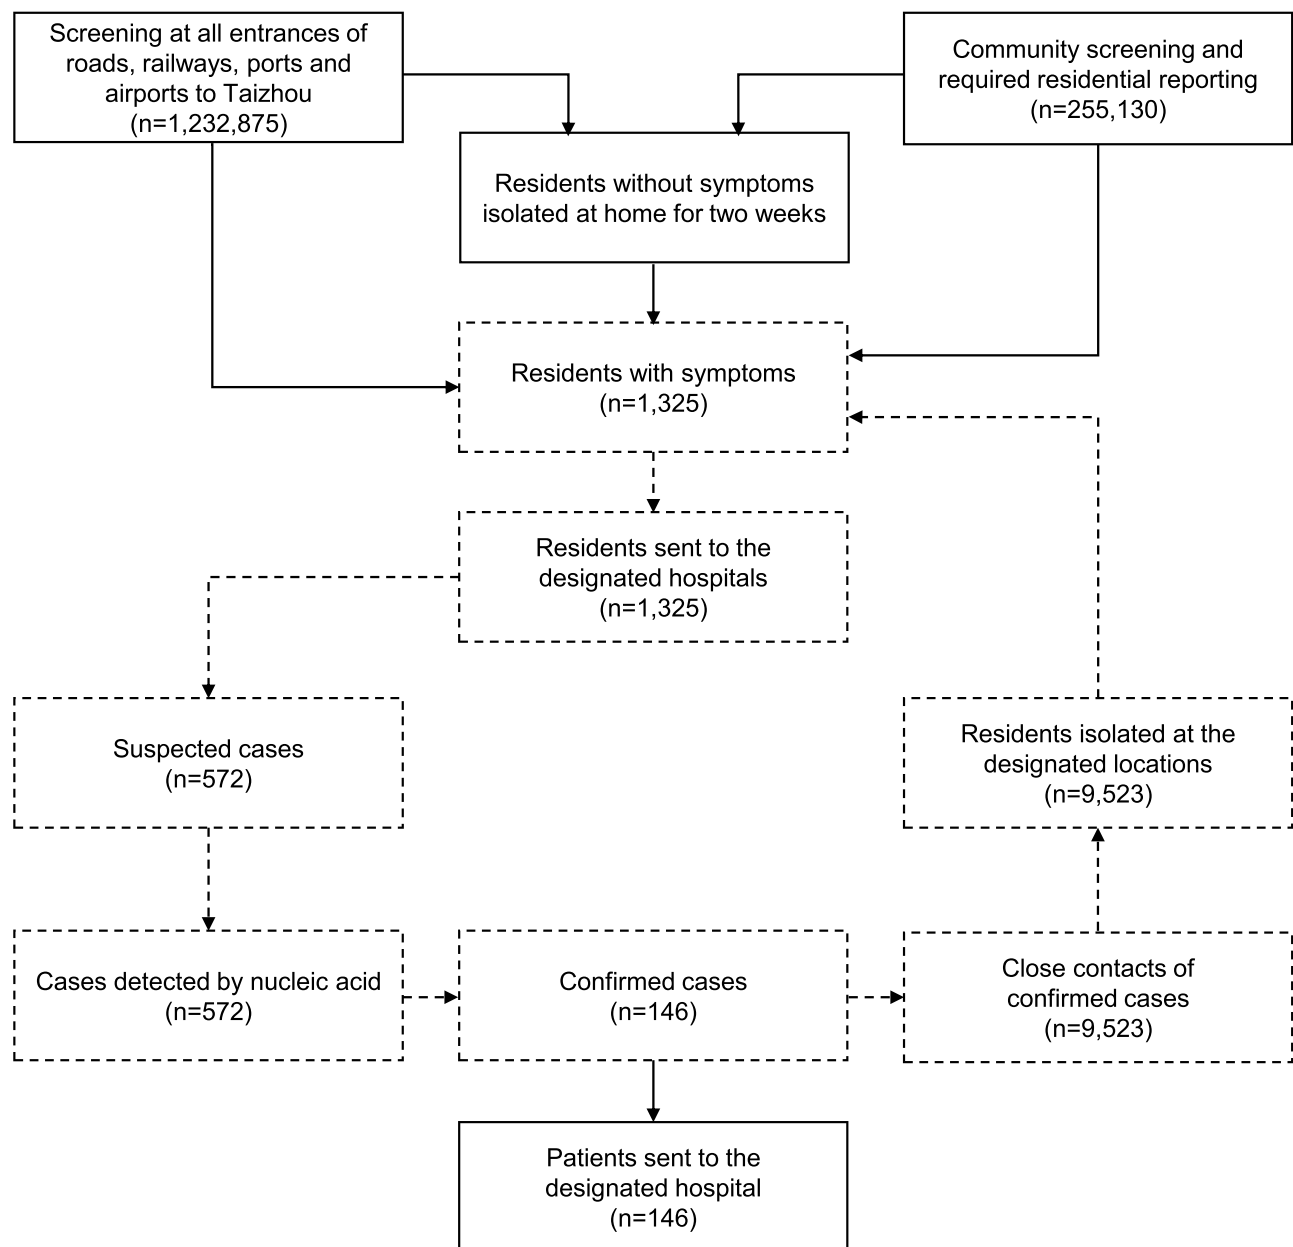 Screening at all entrances of
roads, railways, ports and
airports to Taizhou
(n=1,232,875)
Community screening and
required residential reporting
(n=255,130)
Residents without symptoms
isolated at home for two weeks
Residents with symptoms
(n=1,325)
Residents sent to the
designated hospitals
(n=1,325)
Suspected cases
(n=572)
Residents isolated at the
designated locations
(n=9,523)
Cases detected by nucleic acid
(n=572)
Confirmed cases
(n=146)
Close contacts of
confirmed cases
(n=9,523)
Patients sent to the
designated hospital
(n=146)